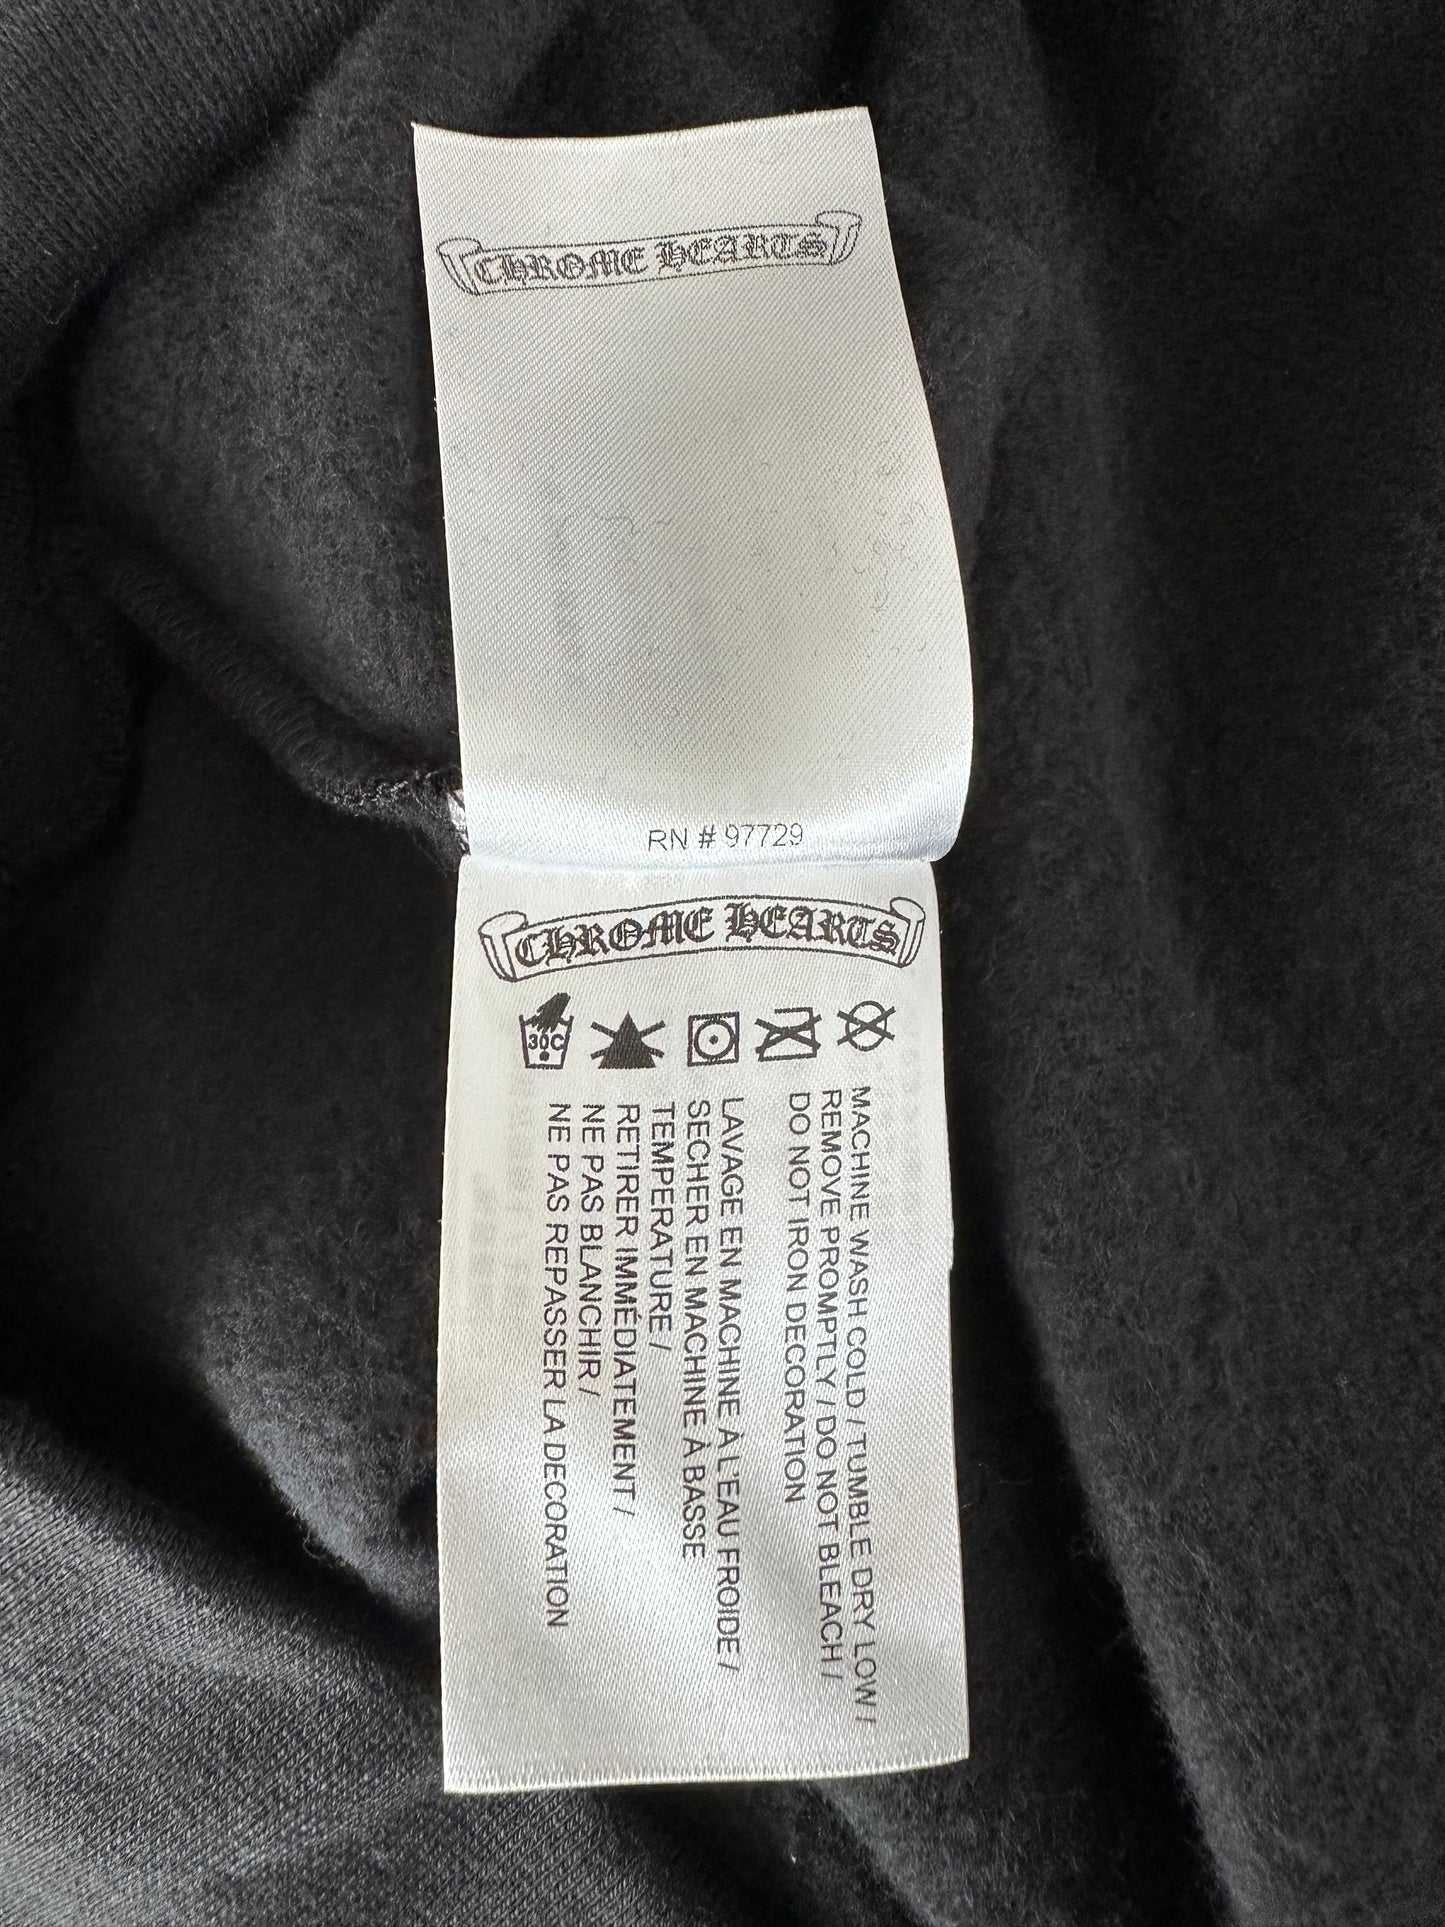 CHROME HEARTS
RN # 97729
CHROME HEARTS
30C
MACHINE WASH COLD / TUMBLE DRY LOW /
REMOVE PROMPTLY / DO NOT BLEACH /
DO NOT IRON DECORATION
LAVAGE EN MACHINE A L'EAU FROIDE /
SECHER EN MACHINE À BASSE
TEMPERATURE /
RETIRER IMMÉDIATEMENT /
NE PAS BLANCHIR /
NE PAS REPASSER LA DECORATION